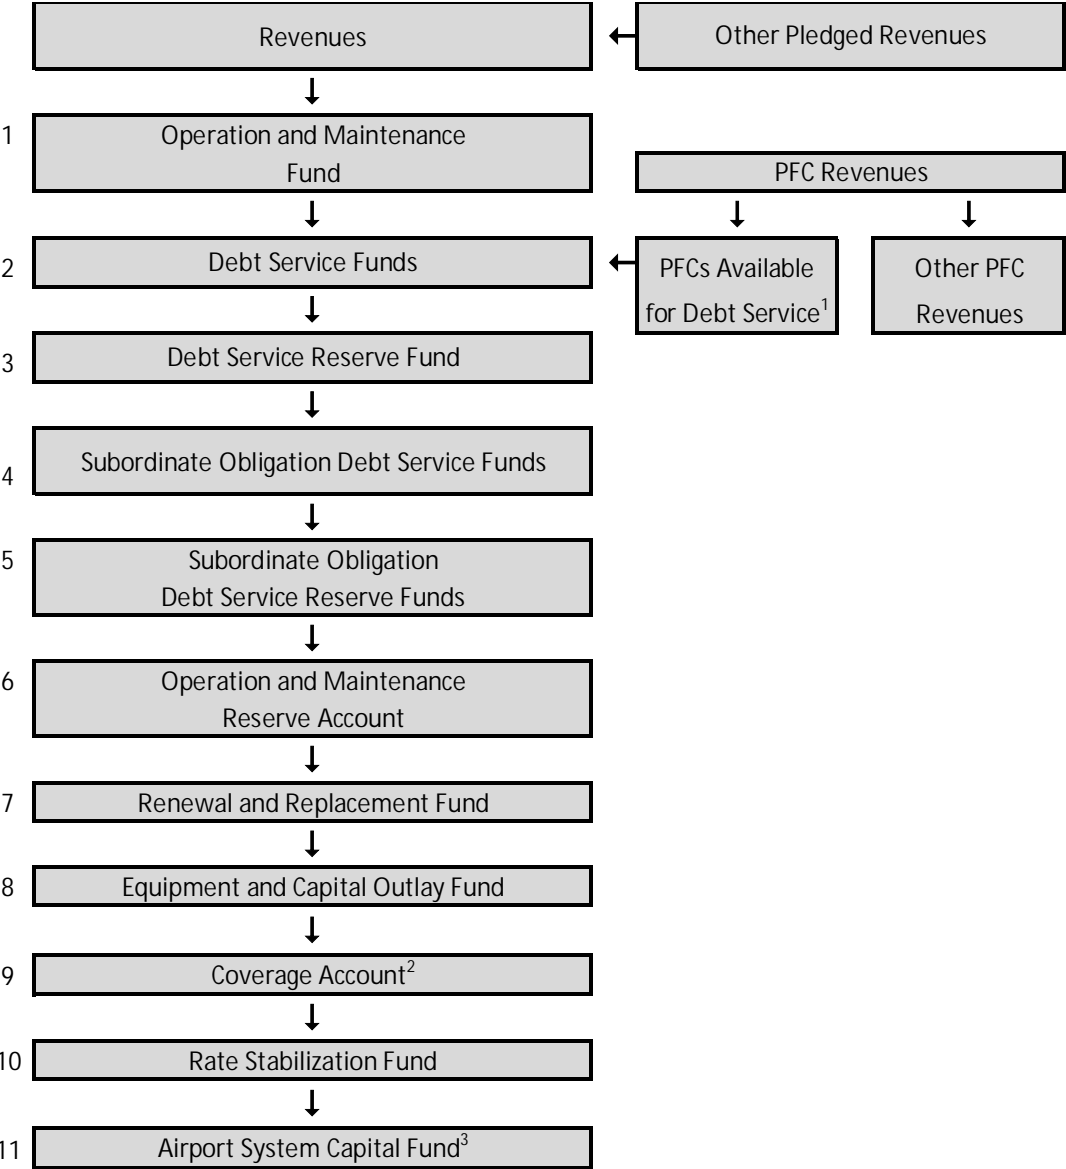 Revenues
Other Pledged Revenues
1
Operation and Maintenance
Fund
PFC Revenues
2
Debt Service Funds
PFCs Available
for Debt Service1
Other PFC
Revenues
3
Debt Service Reserve Fund
4
Subordinate Obligation Debt Service Funds
5
Subordinate Obligation
Debt Service Reserve Funds
6
Operation and Maintenance
Reserve Account
7
Renewal and Replacement Fund
8
Equipment and Capital Outlay Fund
9
Coverage Account2
10
Rate Stabilization Fund
11
Airport System Capital Fund3